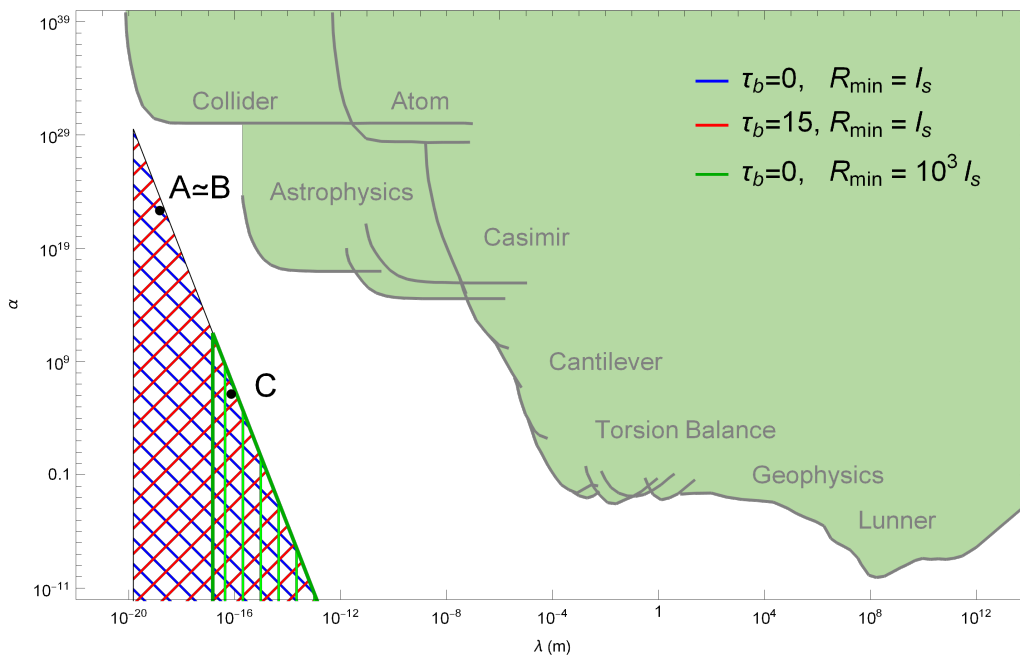 10^39
10^29
10^19
10^9
0.1
10^-11
α
Collider
Atom
Astrophysics
Casimir
Cantilever
Torsion Balance
Geophysics
Lunner
τ_b=0, R_min = l_s
τ_b=15, R_min = l_s
τ_b=0, R_min = 10^3 l_s
A≃B
C
10^-20 10^-16 10^-12 10^-8 10^-4 1 10^4 10^8 10^12
λ (m)